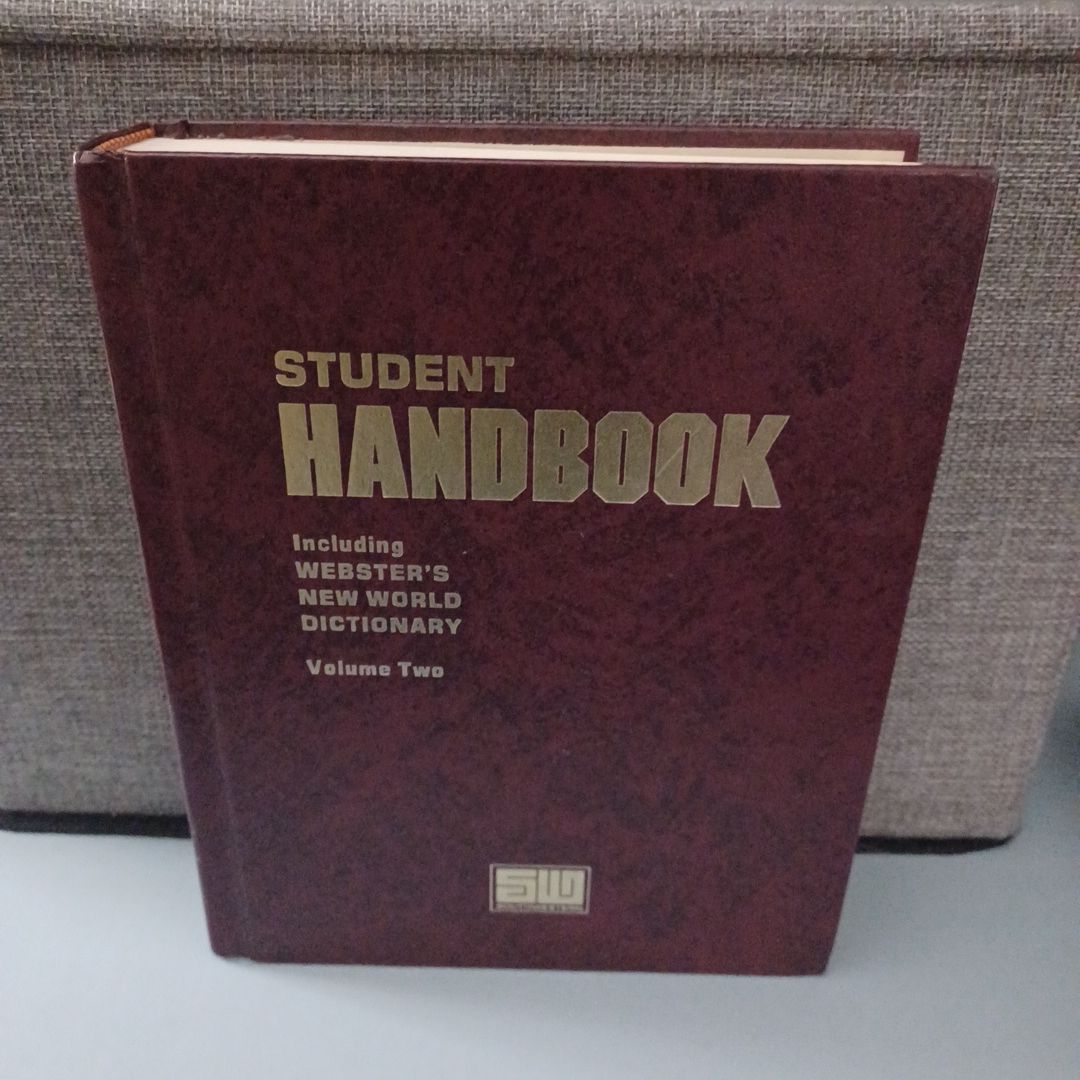 STUDENT
HANDBOOK
Including
WEBSTER'S
NEW WORLD
DICTIONARY
Volume Two
SW